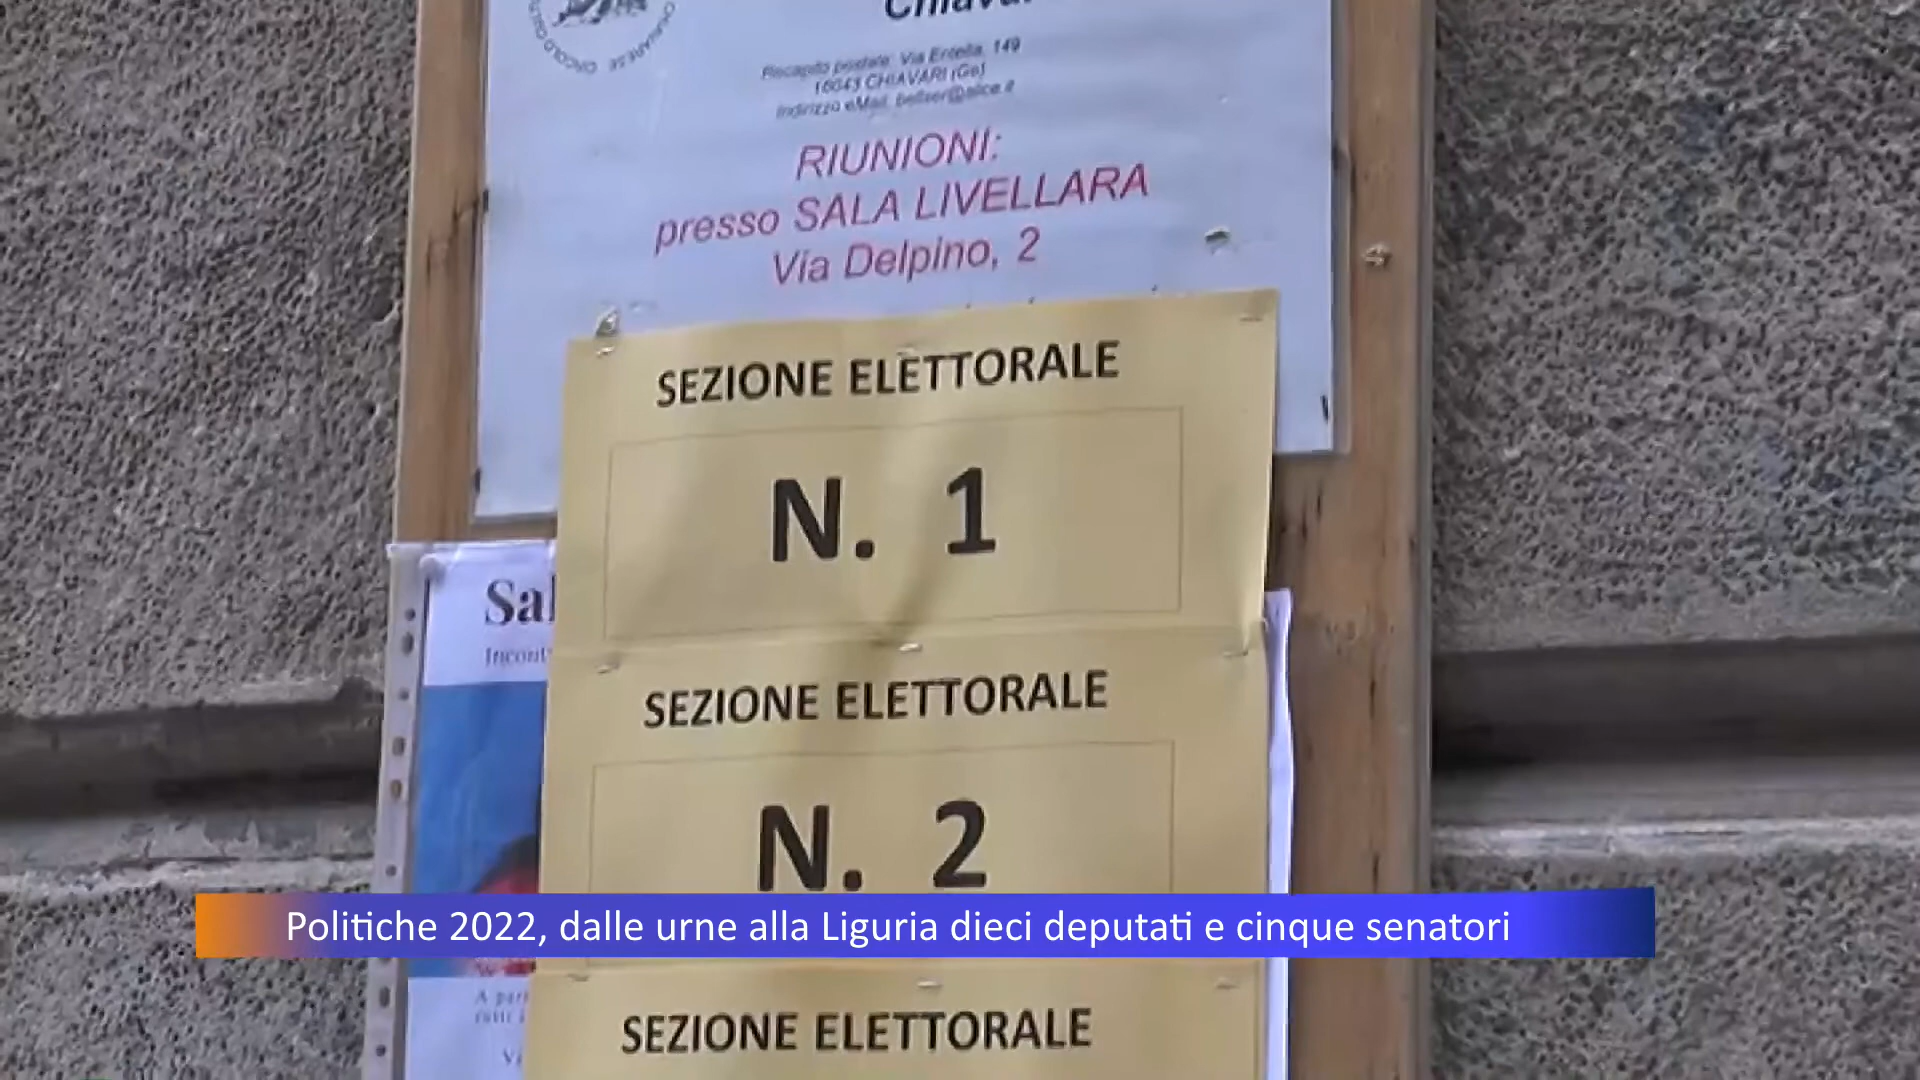 Recapito postale: Via Entella, 149
16043 CHIAVARI (Ge)
Indirizzo eMail: bellser@alice.it
RIUNIONI:
presso SALA LIVELLARA
Via Delpino, 2
SEZIONE ELETTORALE
N. 1
Sal
Incont
SEZIONE ELETTORALE
N. 2
Politiche 2022, dalle urne alla Liguria dieci deputati e cinque senatori
SEZIONE ELETTORALE